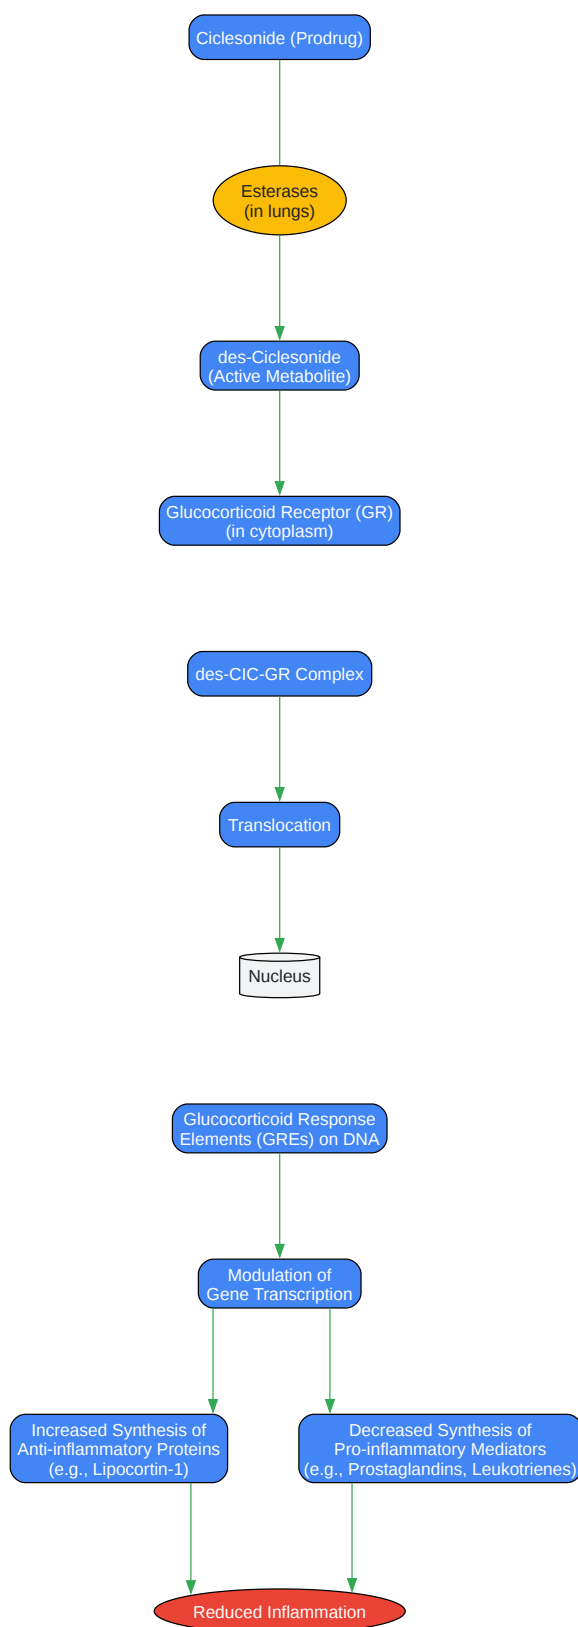 Ciclesonide (Prodrug)
Esterases
(in lungs)
des-Ciclesonide
(Active Metabolite)
Glucocorticoid Receptor (GR)
(in cytoplasm)
des-CIC-GR Complex
Translocation
Nucleus
Glucocorticoid Response
Elements (GREs) on DNA
Modulation of
Gene Transcription
Increased Synthesis of
Anti-inflammatory Proteins
(e.g., Lipocortin-1)
Decreased Synthesis of
Pro-inflammatory Mediators
(e.g., Prostaglandins, Leukotrienes)
Reduced Inflammation